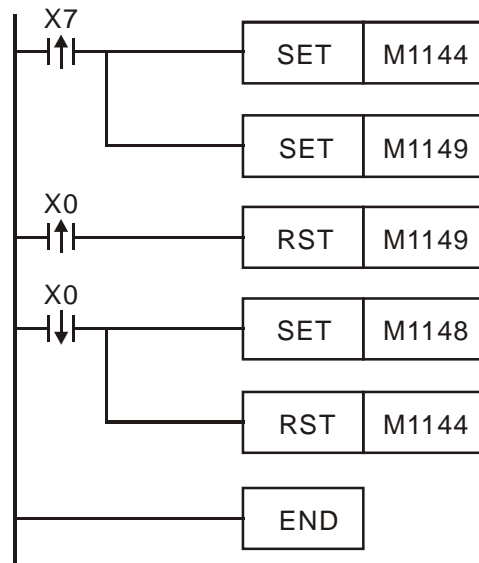 X7
SET M1144
SET M1149
X0
RST M1149
X0
SET M1148
RST M1144
END